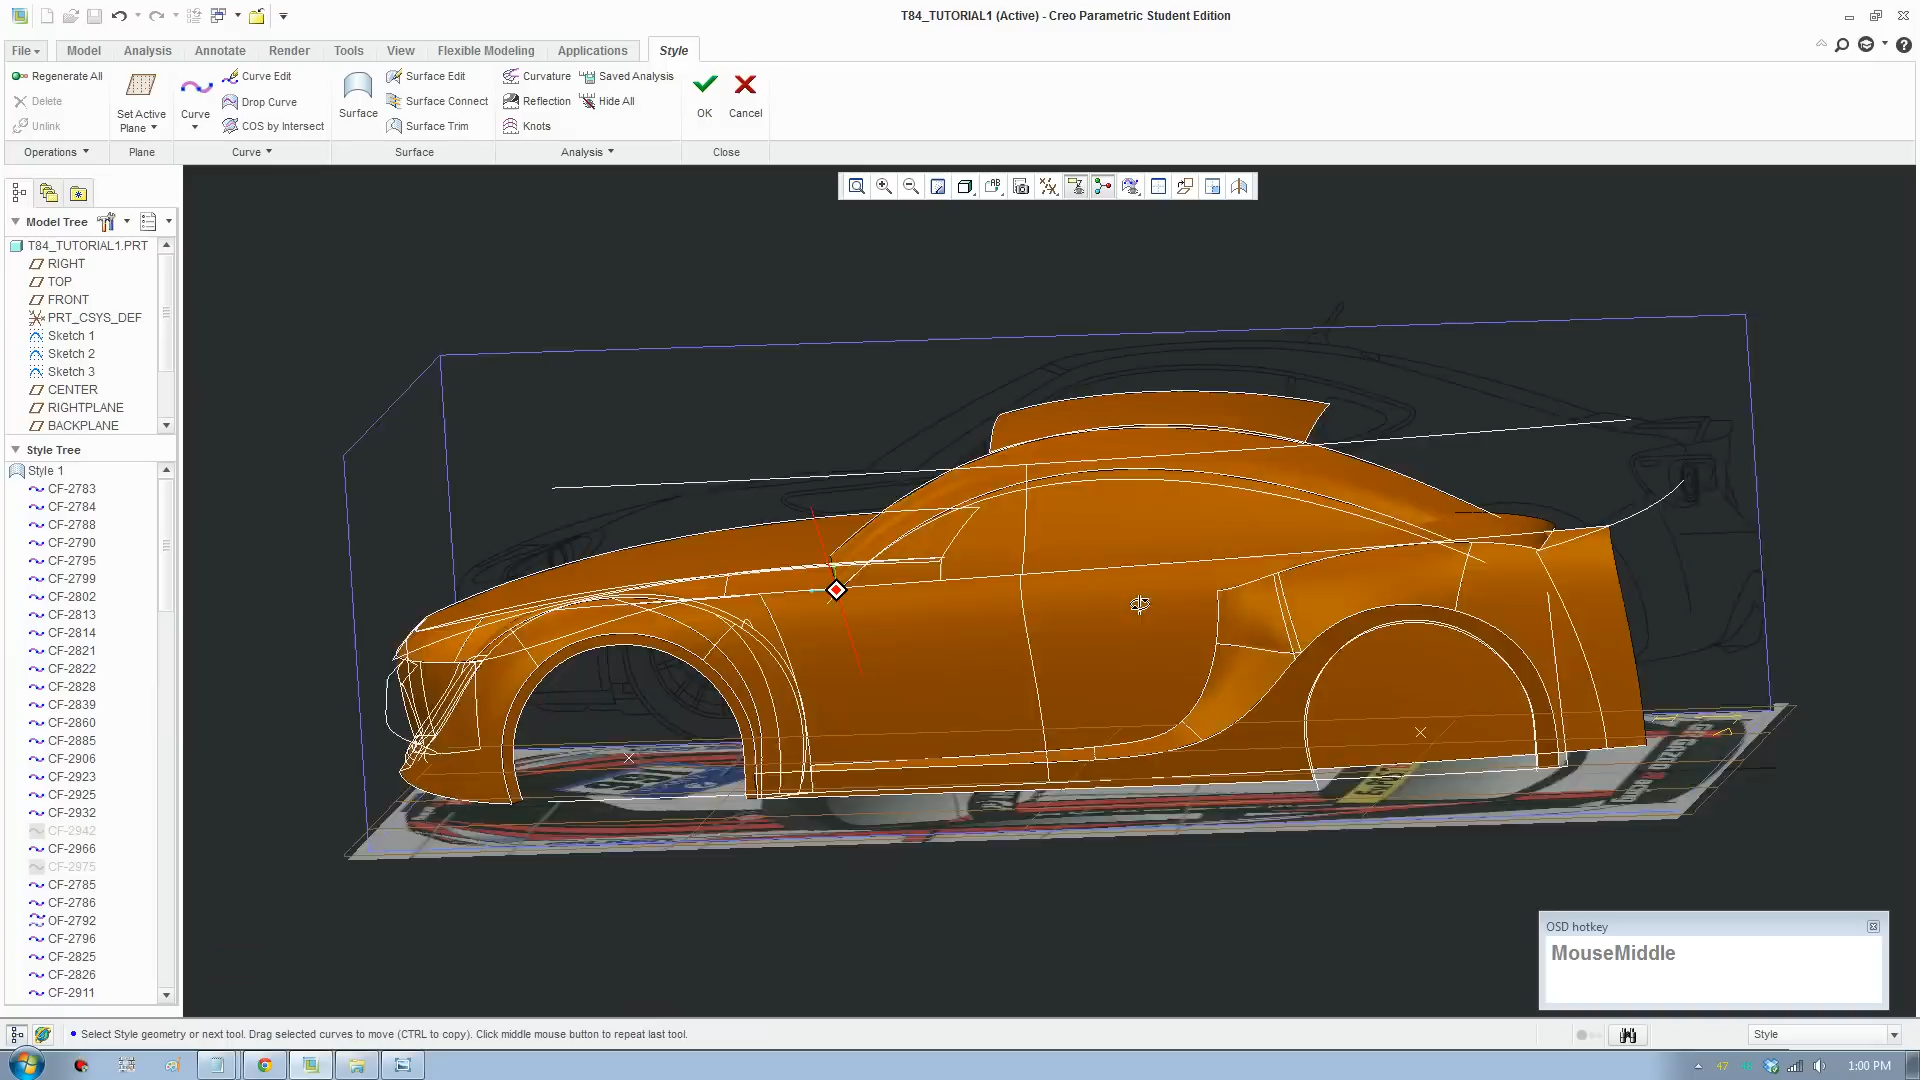 T84_TUTORIAL1 (Active) - Creo Parametric Student Edition
File Model Analysis Annotate Render Tools View Flexible Modeling Applications Style
Regenerate All
Delete
Unlink
Set Active
Plane
Curve
Curve Edit
Drop Curve
COS by Intersect
Surface
Surface Edit
Surface Connect
Surface Trim
Curvature
Reflection
Knots
Saved Analysis
Hide All
OK
Cancel
Operations Plane Curve Surface Analysis Close
Model Tree
T84_TUTORIAL1.PRT
RIGHT
TOP
FRONT
PRT_CSYS_DEF
Sketch 1
Sketch 2
Sketch 3
CENTER
RIGHTPLANE
BACKPLANE
Style Tree
Style 1
CF-2783
CF-2784
CF-2788
CF-2790
CF-2795
CF-2799
CF-2802
CF-2813
CF-2814
CF-2821
CF-2822
CF-2828
CF-2839
CF-2860
CF-2885
CF-2906
CF-2923
CF-2925
CF-2932
CF-2942
CF-2966
CF-2975
CF-2785
CF-2786
OF-2792
CF-2796
CF-2825
CF-2826
CF-2911
OSD hotkey
MouseMiddle
Select Style geometry or next tool. Drag selected curves to move (CTRL to copy). Click middle mouse button to repeat last tool.
Style
47
1:00 PM